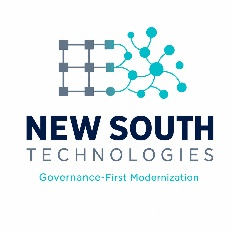 NEW SOUTH
TECHNOLOGIES
Governance-First Modernization